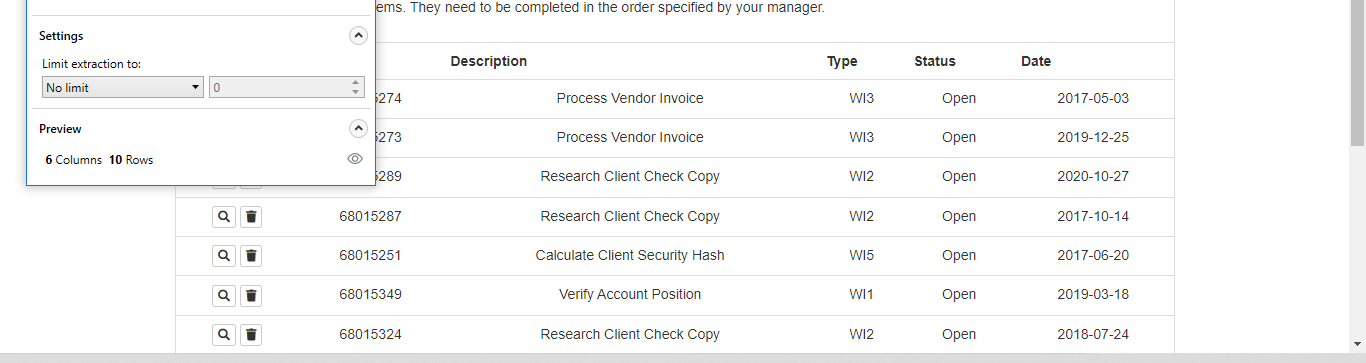 ems. They need to be completed in the order specified by your manager.
Settings
Limit extraction to:
No limit 0
Preview
6 Columns 10 Rows
Description Type Status Date
5274 Process Vendor Invoice WI3 Open 2017-05-03
5273 Process Vendor Invoice WI3 Open 2019-12-25
5289 Research Client Check Copy WI2 Open 2020-10-27
68015287 Research Client Check Copy WI2 Open 2017-10-14
68015251 Calculate Client Security Hash WI5 Open 2017-06-20
68015349 Verify Account Position WI1 Open 2019-03-18
68015324 Research Client Check Copy WI2 Open 2018-07-24